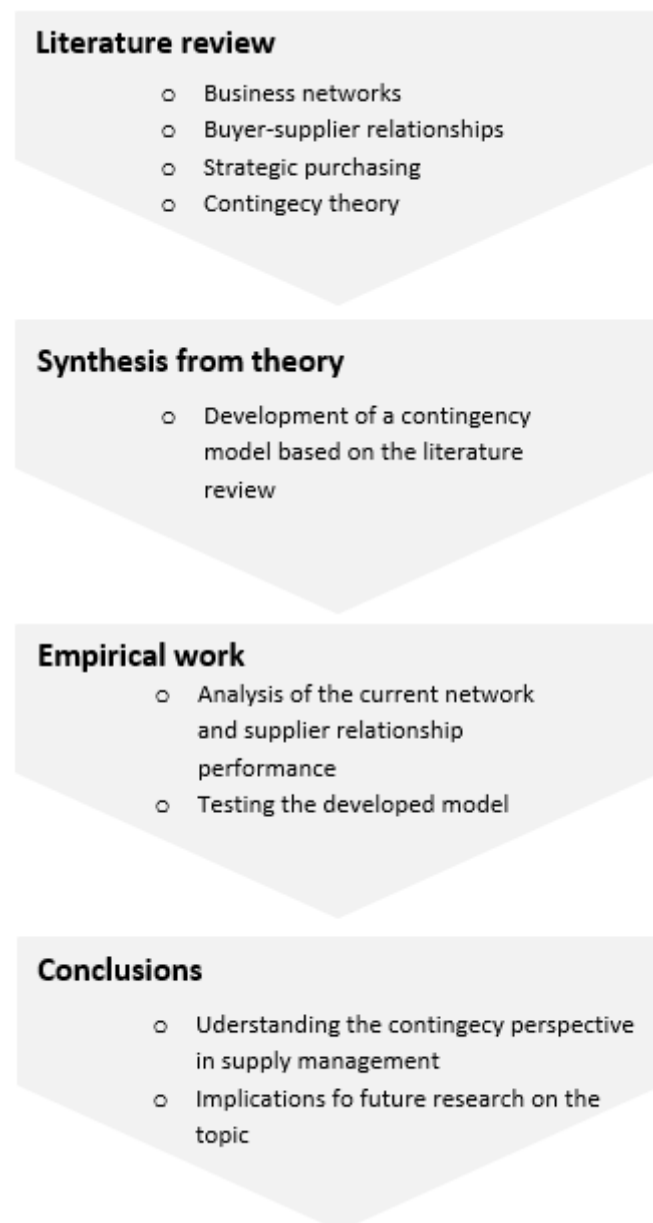 Literature review
o Business networks
o Buyer-supplier relationships
o Strategic purchasing
o Contingecy theory
Synthesis from theory
o Development of a contingency
model based on the literature
review
Empirical work
o Analysis of the current network
and supplier relationship
performance
o Testing the developed model
Conclusions
o Uderstanding the contingecy perspective
in supply management
o Implications fo future research on the
topic